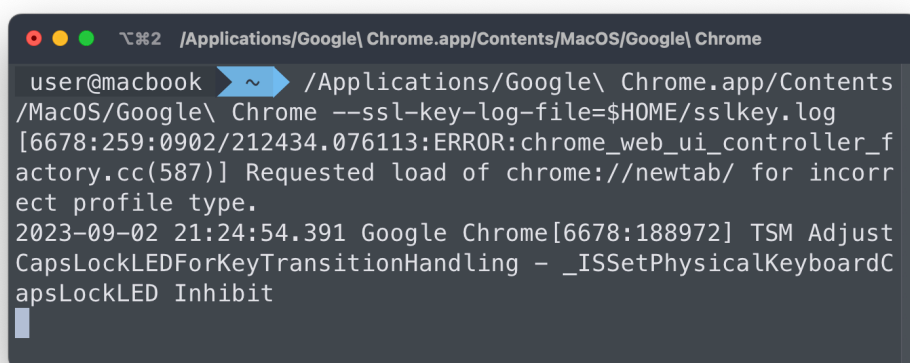 ⌥⌘2 /Applications/Google\ Chrome.app/Contents/MacOS/Google\ Chrome
user@macbook ~ /Applications/Google\ Chrome.app/Contents
/MacOS/Google\ Chrome --ssl-key-log-file=$HOME/sslkey.log
[6678:259:0902/212434.076113:ERROR:chrome_web_ui_controller_f
actory.cc(587)] Requested load of chrome://newtab/ for incorr
ect profile type.
2023-09-02 21:24:54.391 Google Chrome[6678:188972] TSM Adjust
CapsLockLEDForKeyTransitionHandling - _ISSetPhysicalKeyboardC
apsLockLED Inhibit